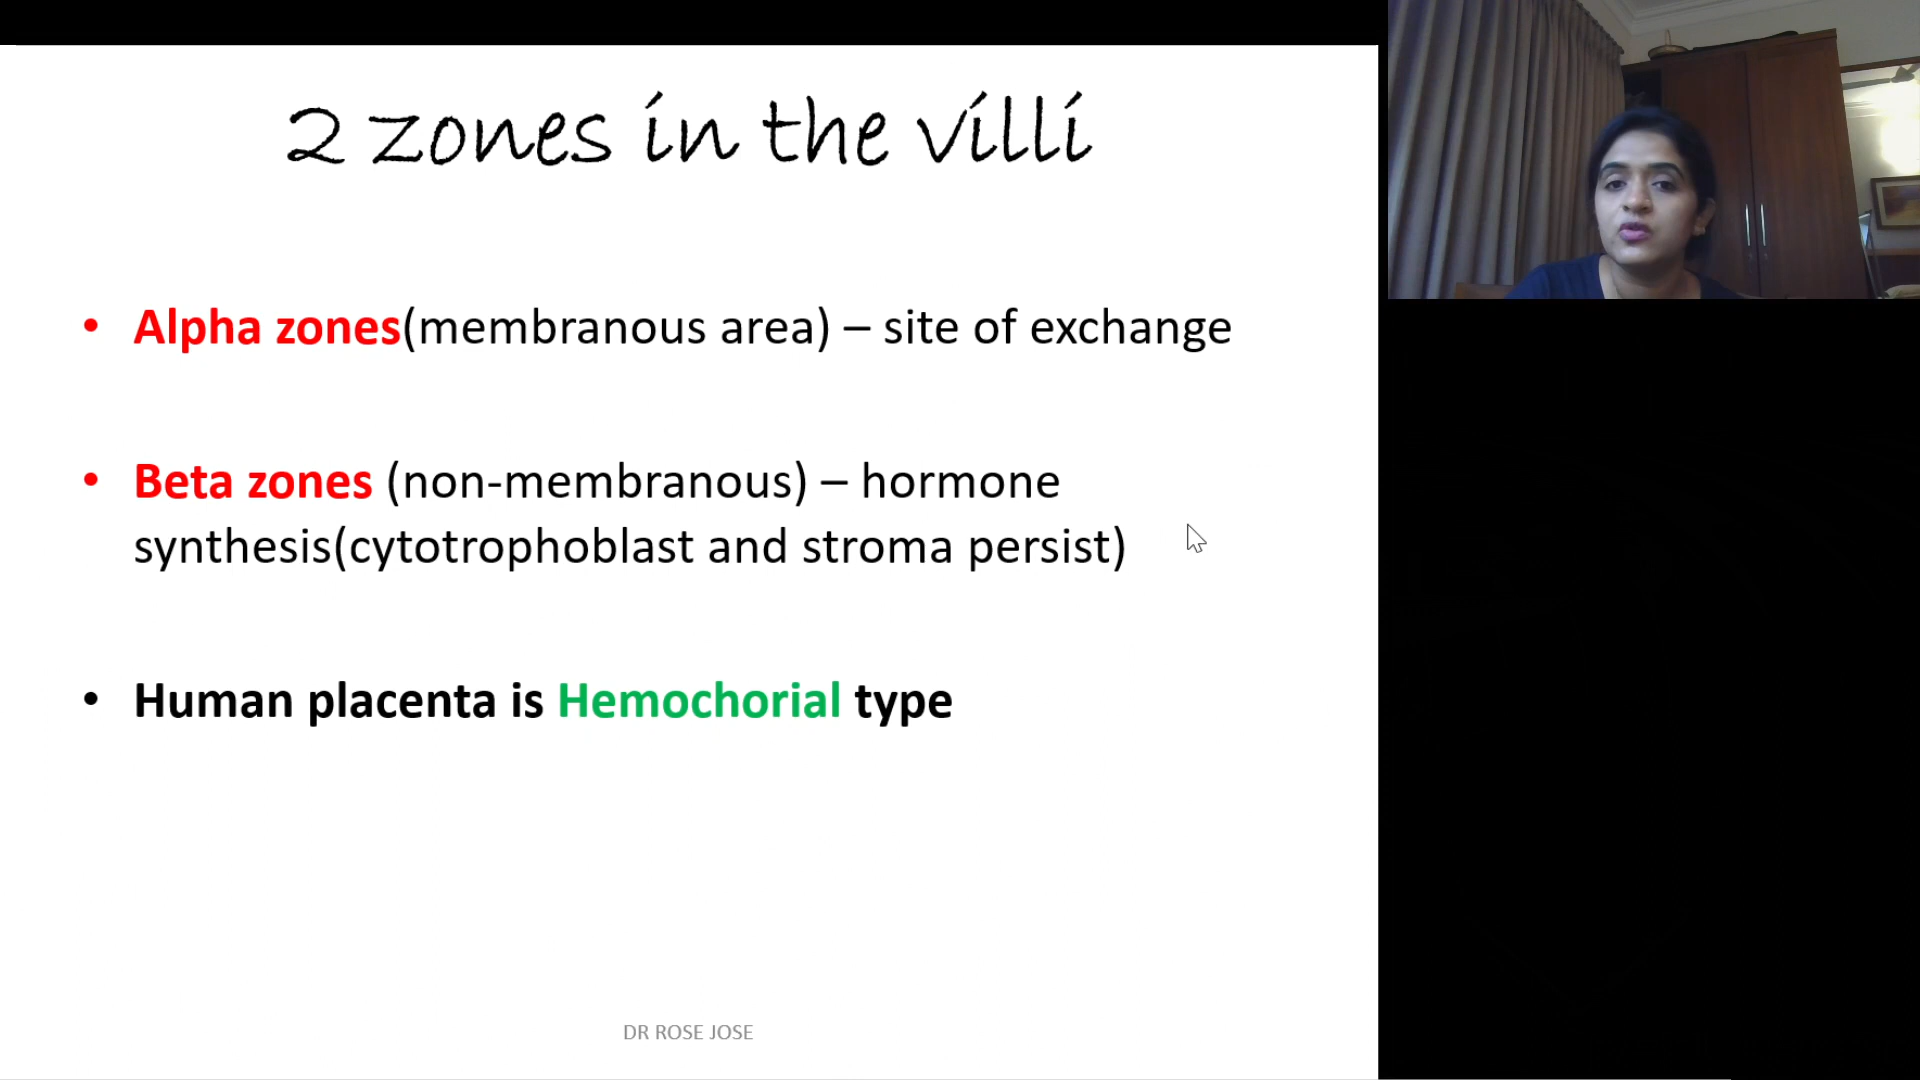 2 zones in the villi
• Alpha zones(membranous area) – site of exchange
• Beta zones (non-membranous) – hormone
synthesis(cytotrophoblast and stroma persist)
• Human placenta is Hemochorial type
DR ROSE JOSE